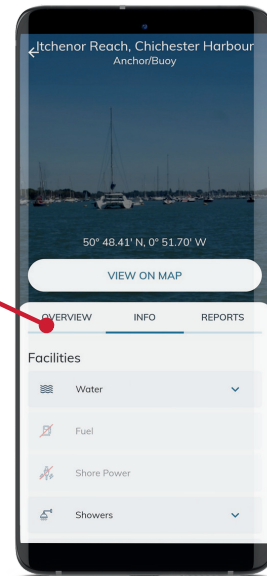 Itchenor Reach, Chichester Harbour
Anchor/Buoy
50° 48.41' N, 0° 51.70' W
VIEW ON MAP
OVERVIEW INFO REPORTS
Facilities
Water
Fuel
Shore Power
Showers